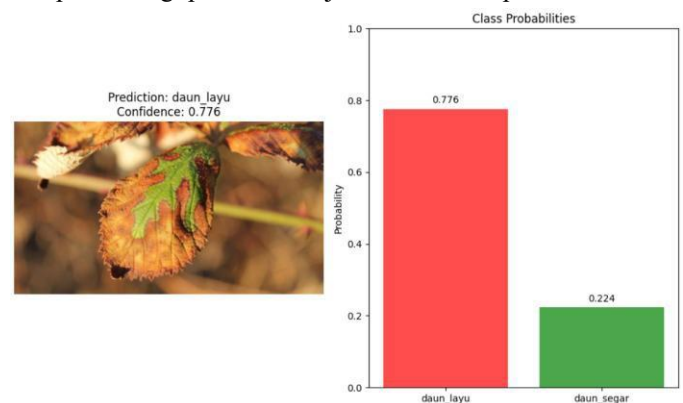 Prediction: daun_layu
Confidence: 0.776
Class Probabilities
1.0
0.8
0.6
0.4
0.2
0.0
Probability
0.776
0.224
daun_layu
daun_segar